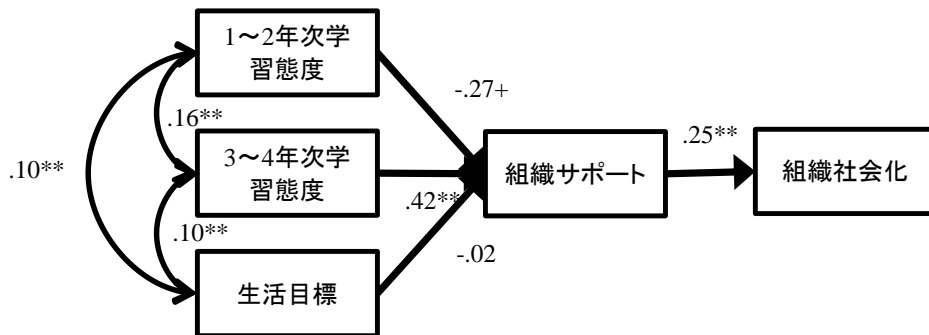 1～2年次学
習態度
-.27+
.16**
.25**
.10**
3～4年次学
習態度
組織サポート
組織社会化
.42**
.10**
-.02
生活目標